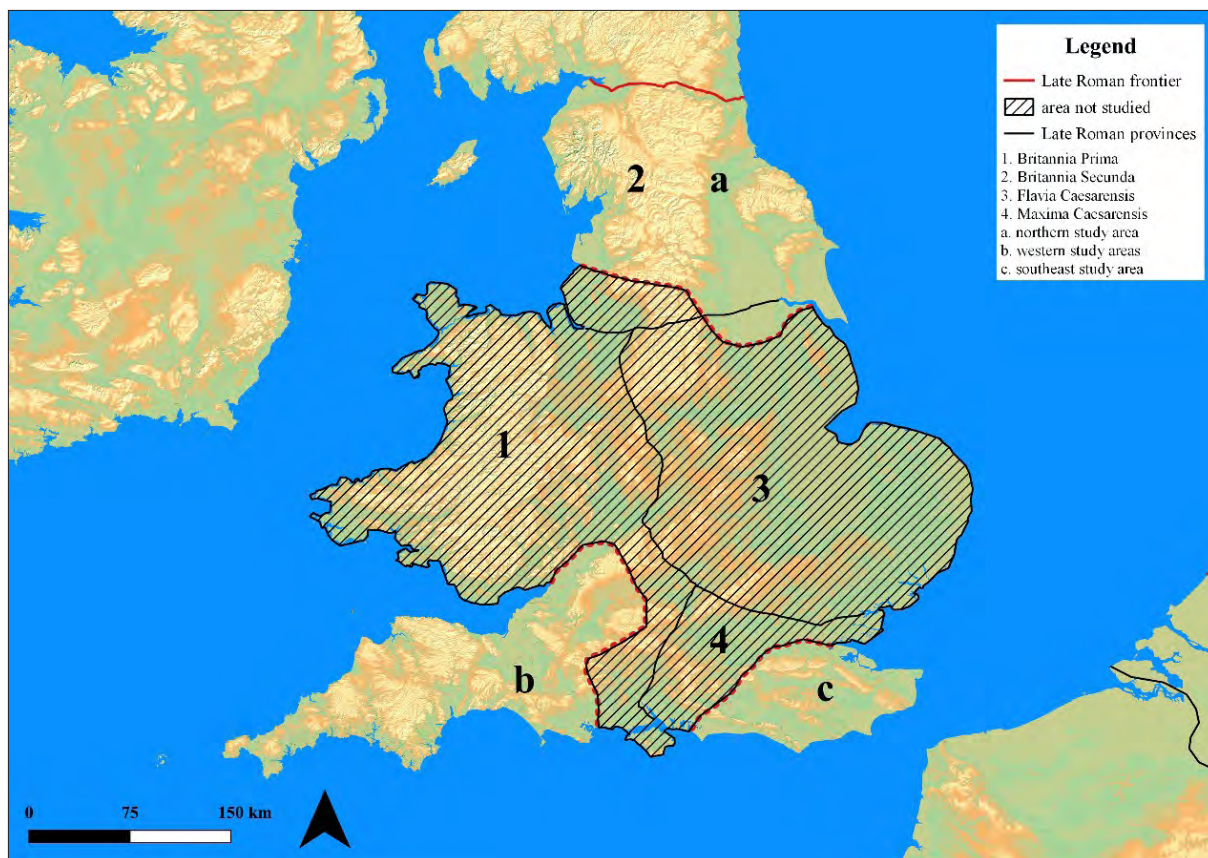 Legend
Late Roman frontier
area not studied
Late Roman provinces
1. Britannia Prima
2. Britannia Secunda
3. Flavia Caesarensis
4. Maxima Caesarensis
a. northern study area
b. western study areas
c. southeast study area
2
a
1
3
4
b
c
0 75 150 km